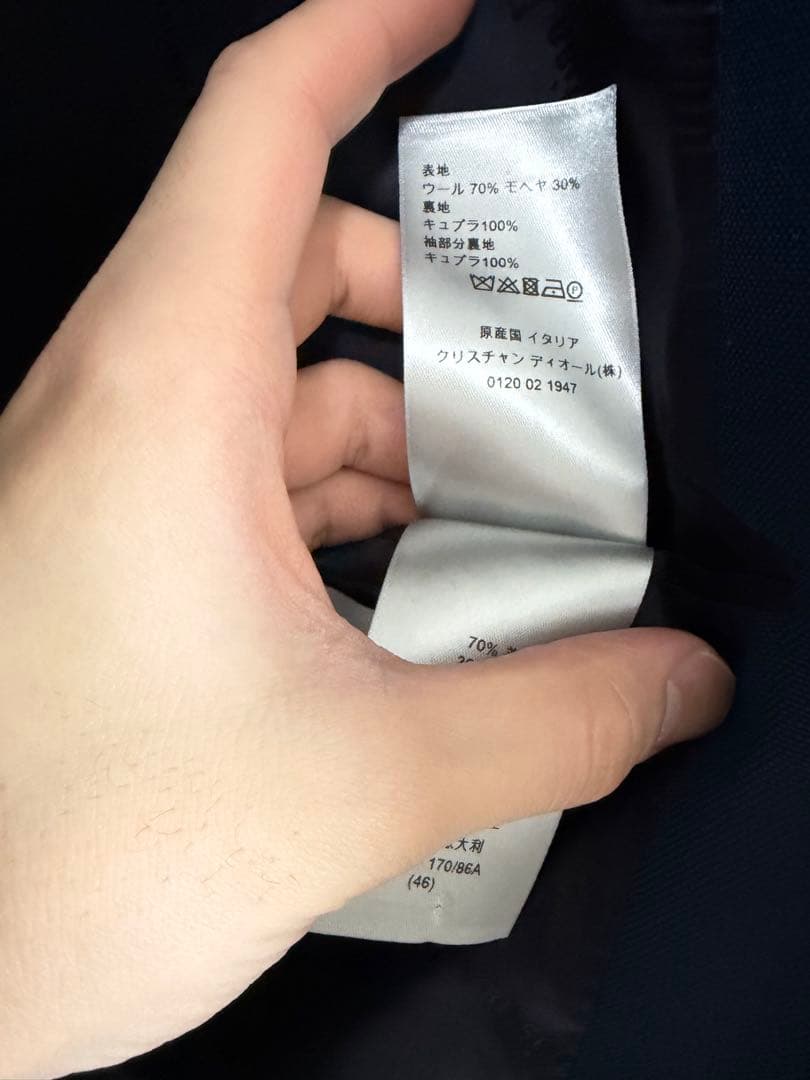 表地
ウール 70% モヘヤ 30%
裏地
キュプラ100%
袖部分裏地
キュプラ100%
P
原産国 イタリア
クリスチャン ディオール(株)
0120 02 1947
70%
大利
170/86A
(46)